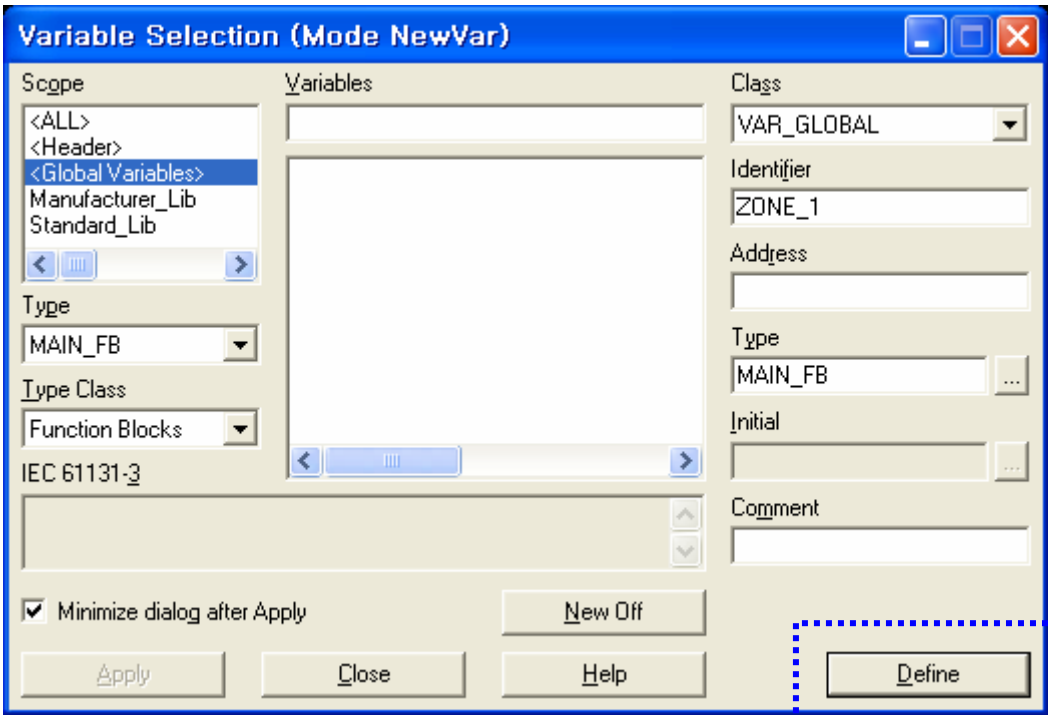 Variable Selection (Mode NewVar)
Scope
<ALL>
<Header>
<Global Variables>
Manufacturer_Lib
Standard_Lib
Type
MAIN_FB
Type Class
Function Blocks
IEC 61131-3
Variables
Class
VAR_GLOBAL
Identifier
ZONE_1
Address
Type
MAIN_FB
...
Initial
...
Comment
Minimize dialog after Apply
New Off
Apply
Close
Help
Define